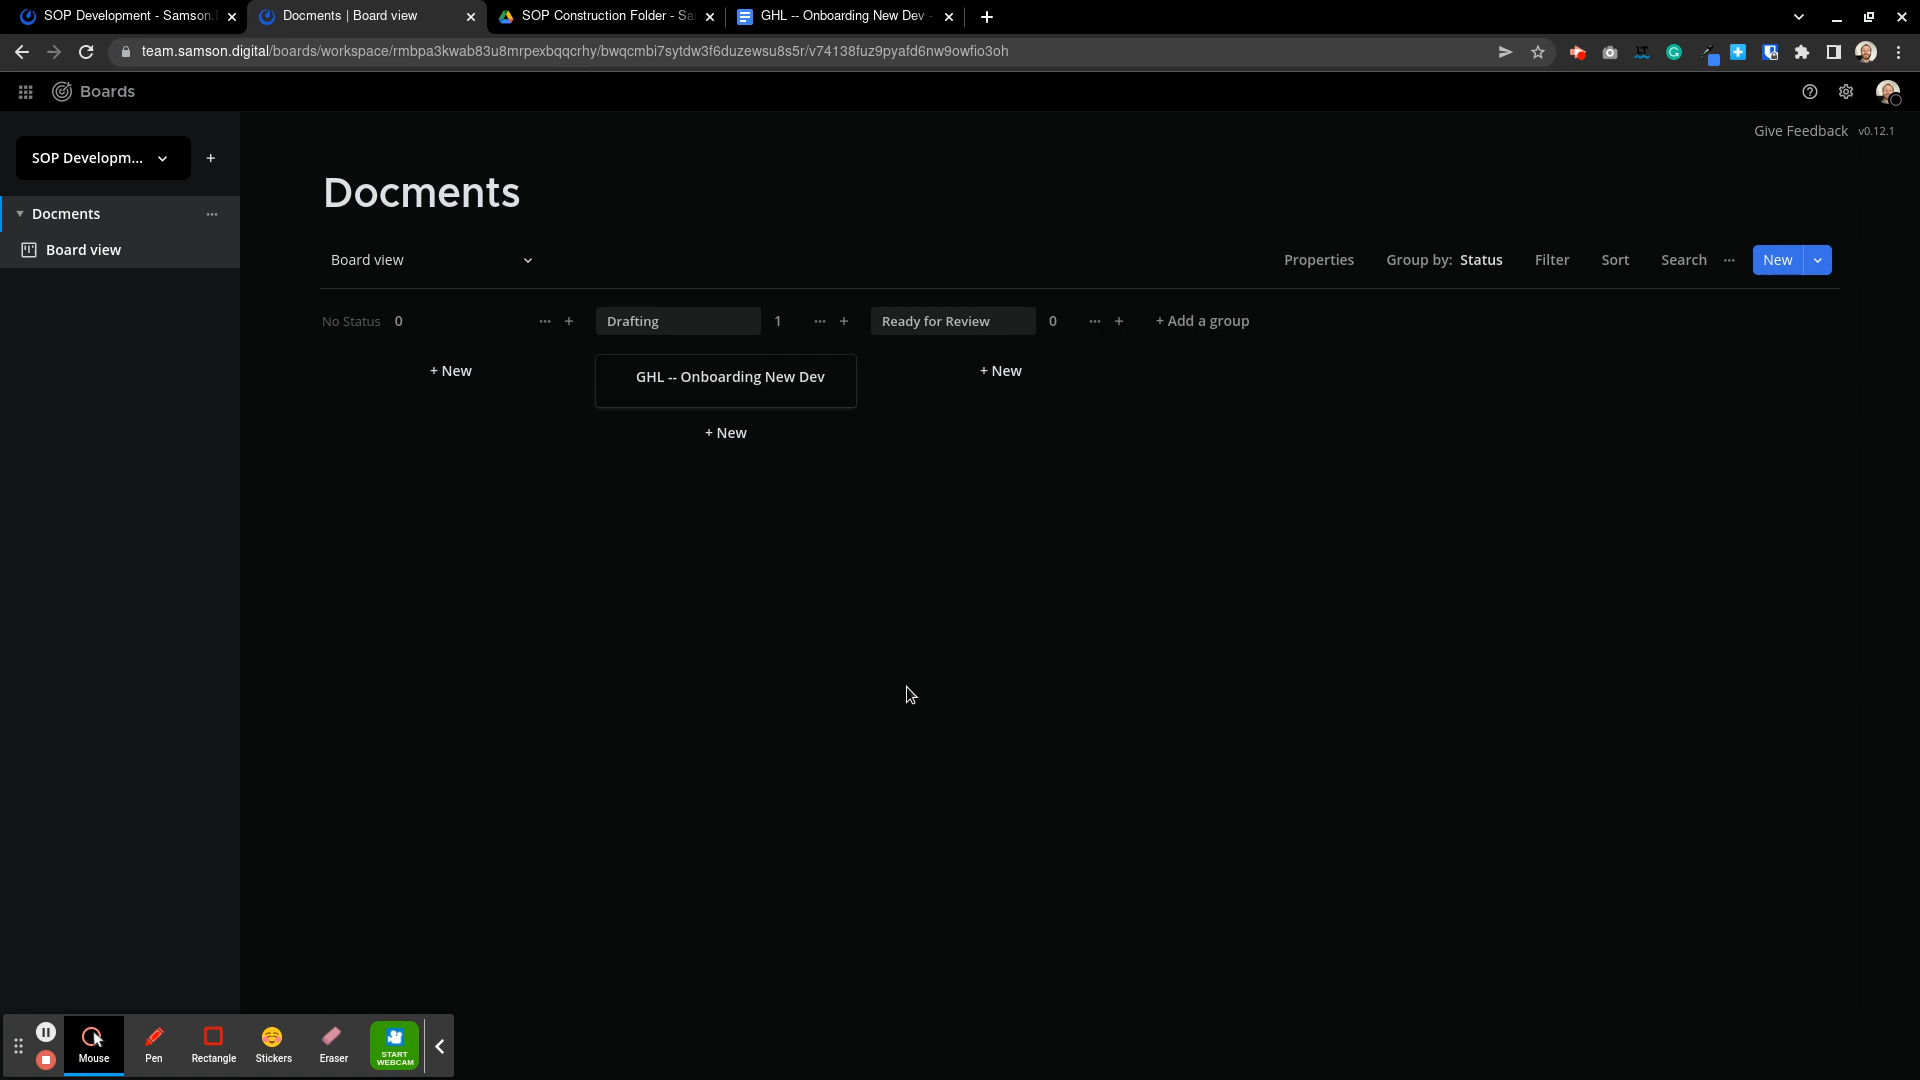 SOP Development - Samson.
Docments | Board view
SOP Construction Folder - Sa
GHL -- Onboarding New Dev -
team.samson.digital/boards/workspace/rmbpa3kwab83u8mrpexbqqcrhy/bwqcmbi7sytdw3f6duzewsu8s5r/v74138fuz9pyafd6nw9owfio3oh
Boards
Give Feedback v0.12.1
SOP Developm... +
Docments
Board view
Docments
Board view
Properties Group by: Status Filter Sort Search ... New
No Status 0 ... + Drafting 1 ... + Ready for Review 0 ... + + Add a group
+ New
GHL -- Onboarding New Dev
+ New
+ New
Mouse Pen Rectangle Stickers Eraser START WEBCAM